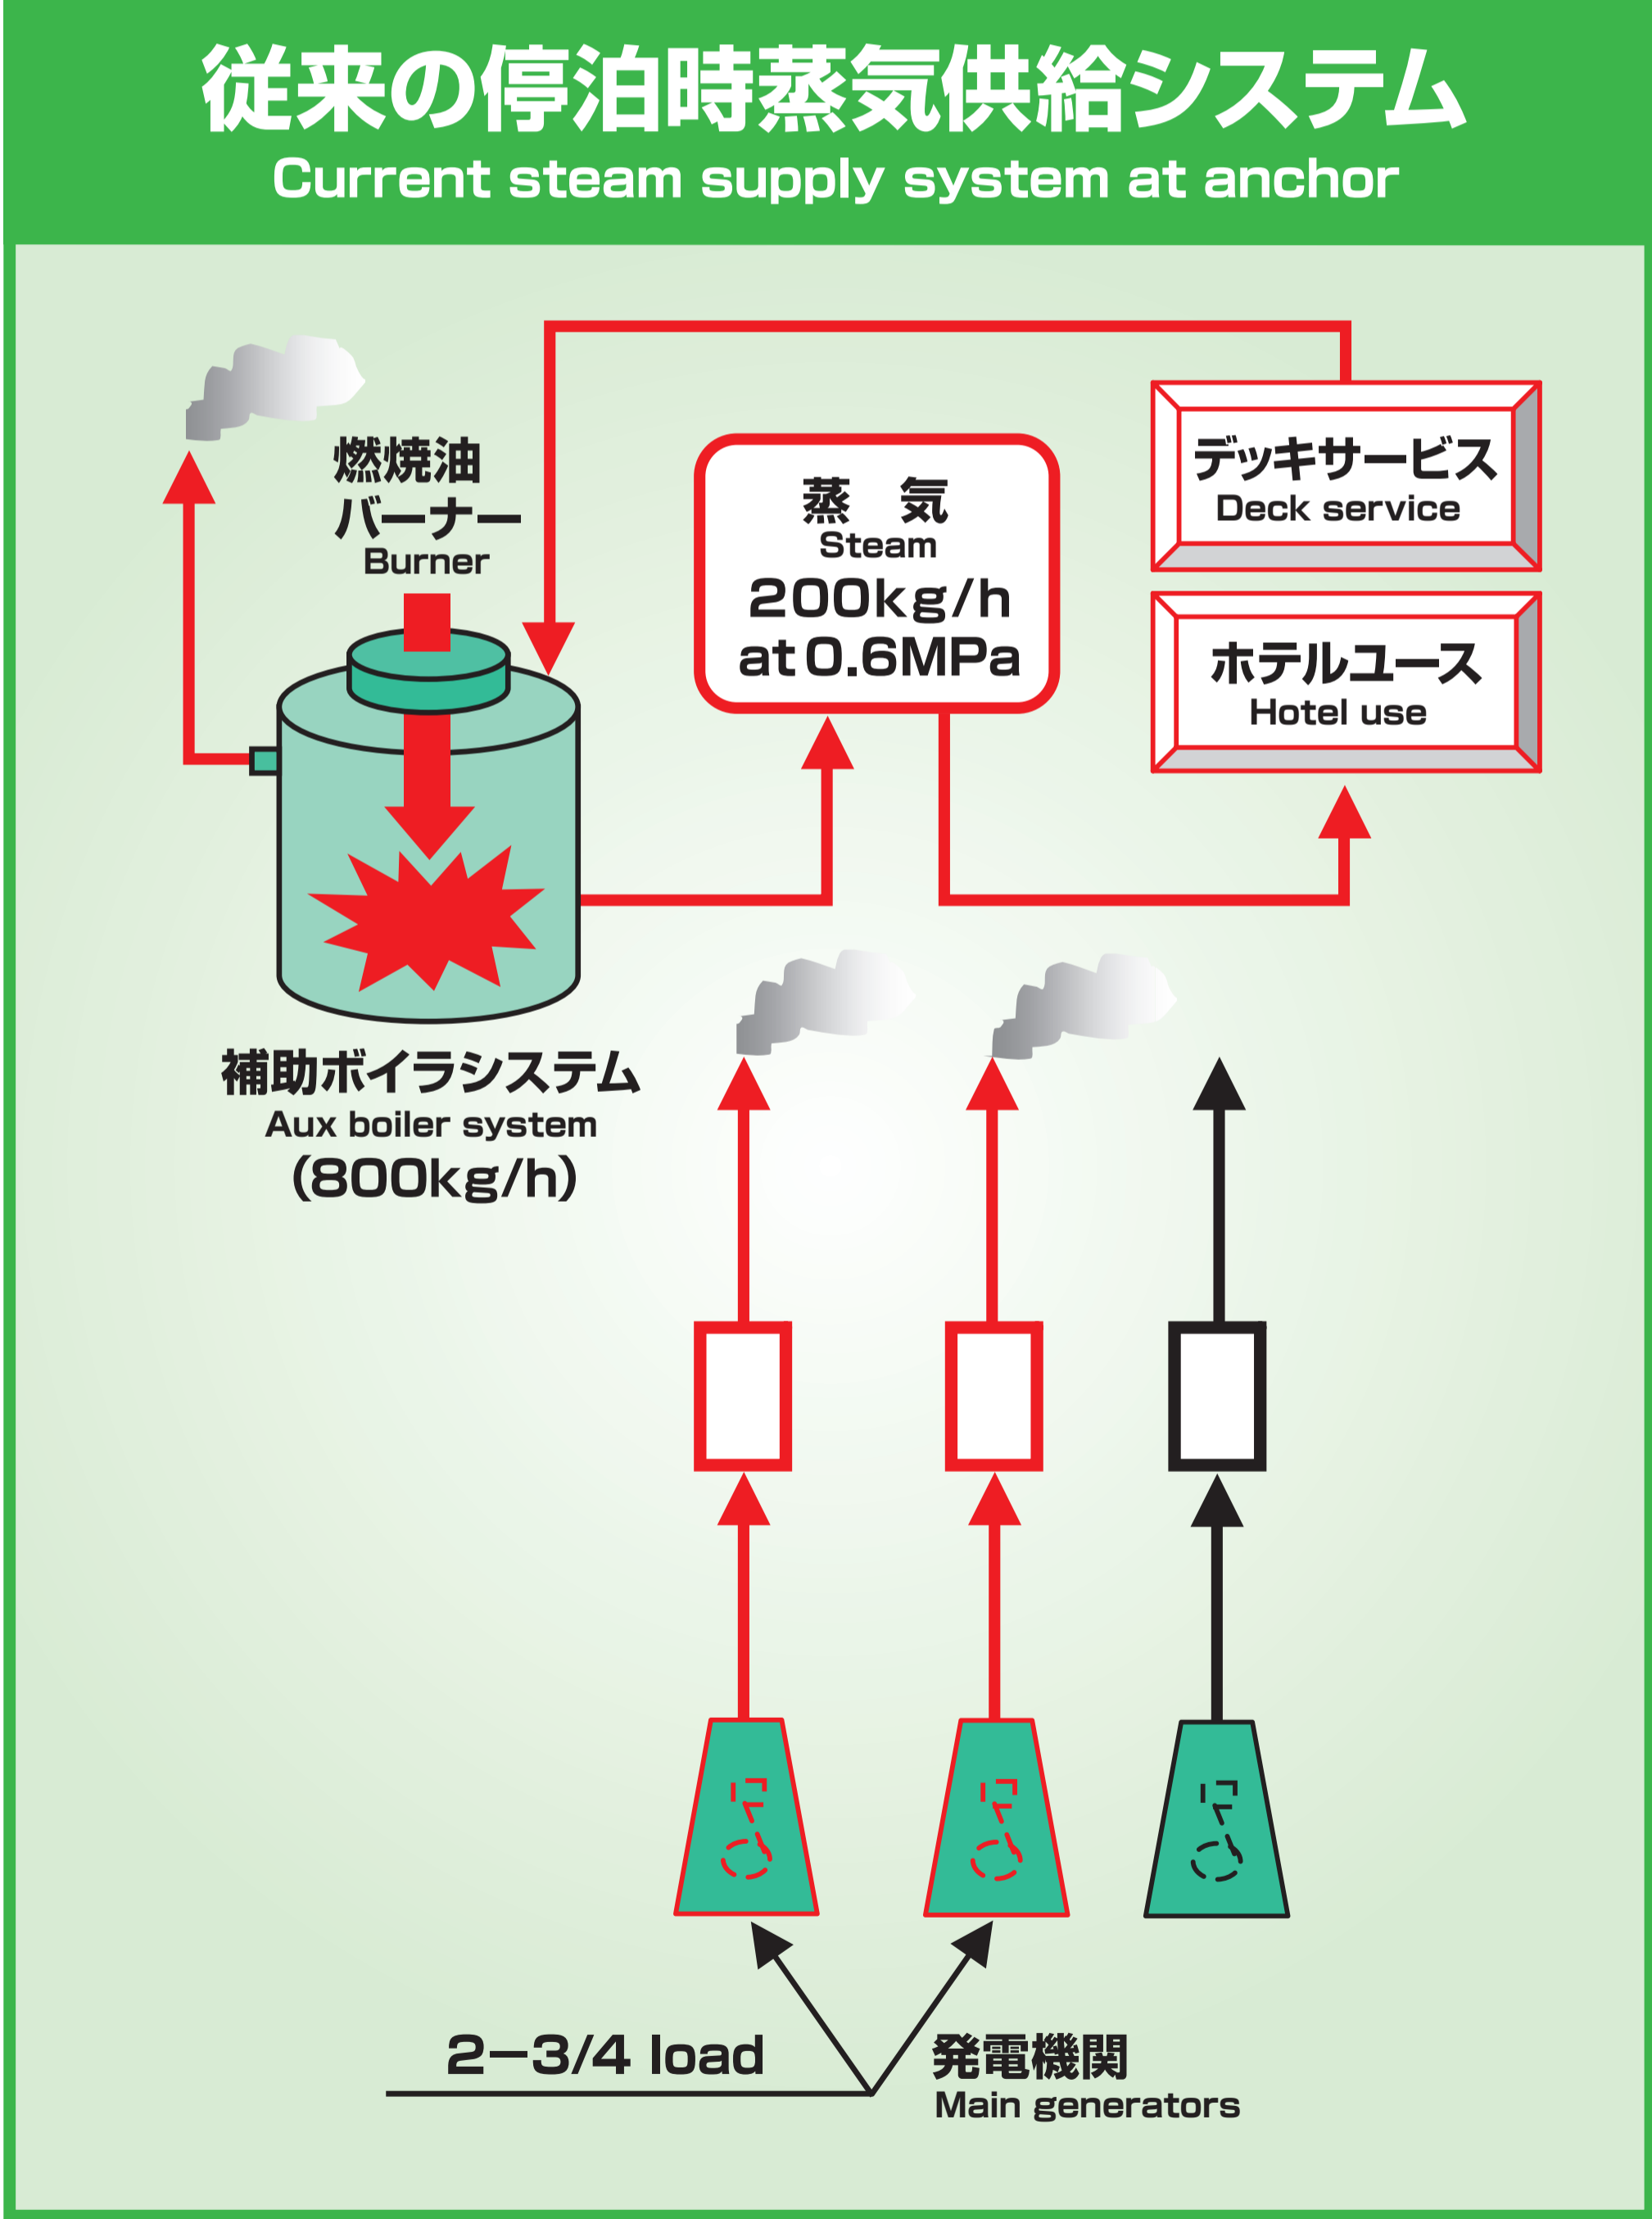 従来の停泊時蒸気供給システム
Current steam supply system at anchor
燃焼油
バーナー
Burner
蒸 気
Steam
200kg/h
at 0.6MPa
デッキサービス
Deck service
ホテルユース
Hotel use
補助ボイラシステム
Aux boiler system
(800kg/h)
2−3/4 load
発電機関
Main generators